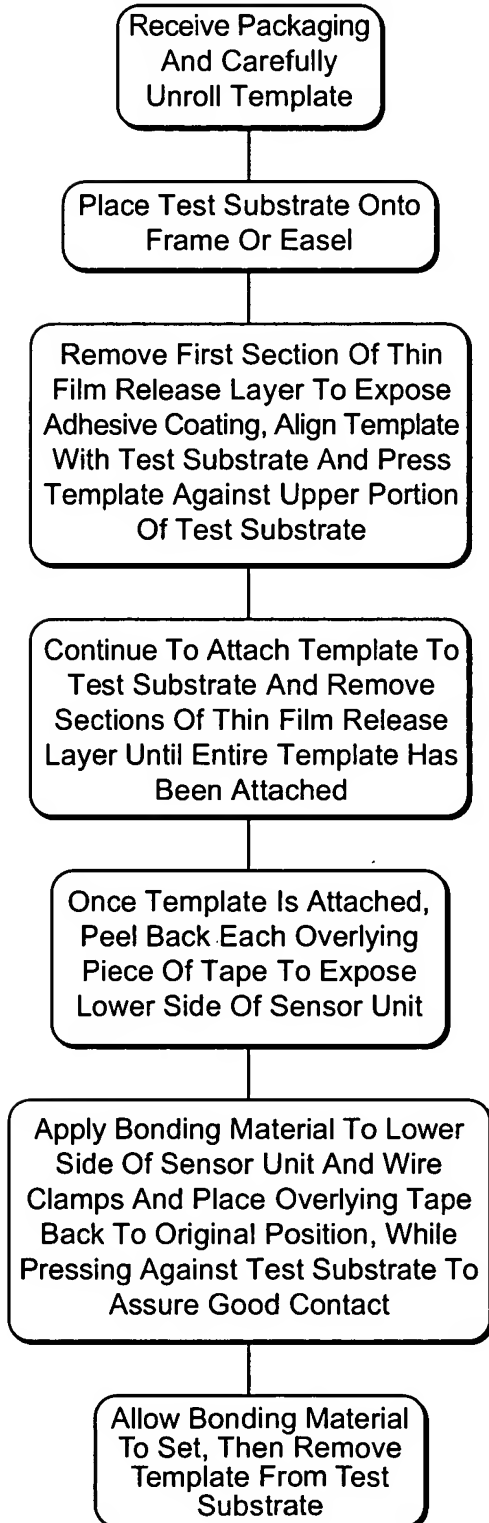 Receive Packaging
And Carefully
Unroll Template
Place Test Substrate Onto
Frame Or Easel
Remove First Section Of Thin
Film Release Layer To Expose
Adhesive Coating, Align Template
With Test Substrate And Press
Template Against Upper Portion
Of Test Substrate
Continue To Attach Template To
Test Substrate And Remove
Sections Of Thin Film Release
Layer Until Entire Template Has
Been Attached
Once Template Is Attached,
Peel Back Each Overlying
Piece Of Tape To Expose
Lower Side Of Sensor Unit
Apply Bonding Material To Lower
Side Of Sensor Unit And Wire
Clamps And Place Overlying Tape
Back To Original Position, While
Pressing Against Test Substrate To
Assure Good Contact
Allow Bonding Material
To Set, Then Remove
Template From Test
Substrate